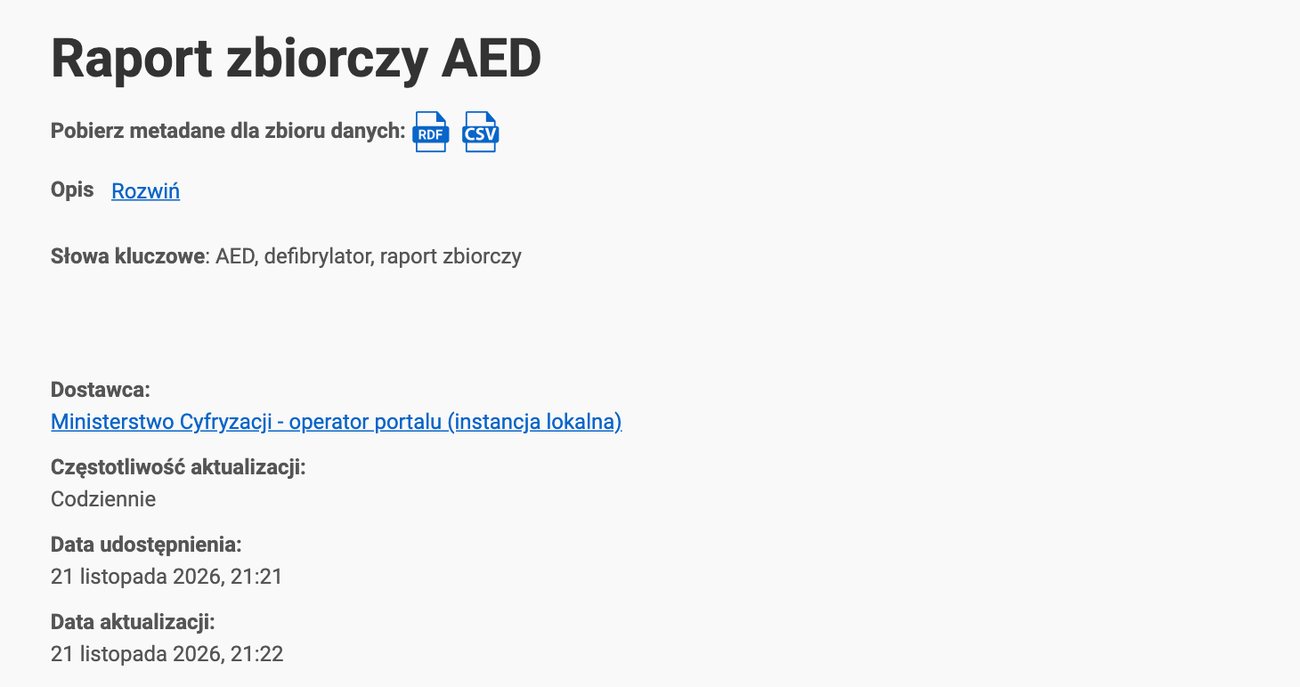 Raport zbiorczy AED
Pobierz metadane dla zbioru danych: RDF CSV
Opis Rozwiń
Słowa kluczowe: AED, defibrylator, raport zbiorczy
Dostawca:
Ministerstwo Cyfryzacji - operator portalu (instancja lokalna)
Częstotliwość aktualizacji:
Codziennie
Data udostępnienia:
21 listopada 2026, 21:21
Data aktualizacji:
21 listopada 2026, 21:22